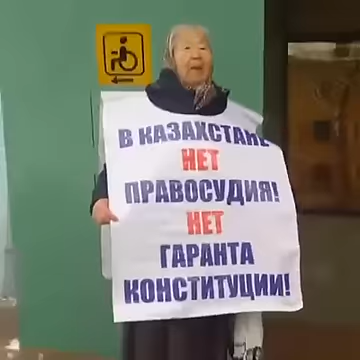 В КАЗАХСТАНЕ
НЕТ
ПРАВОСУДИЯ!
НЕТ
ГАРАНТА
КОНСТИТУЦИИ!